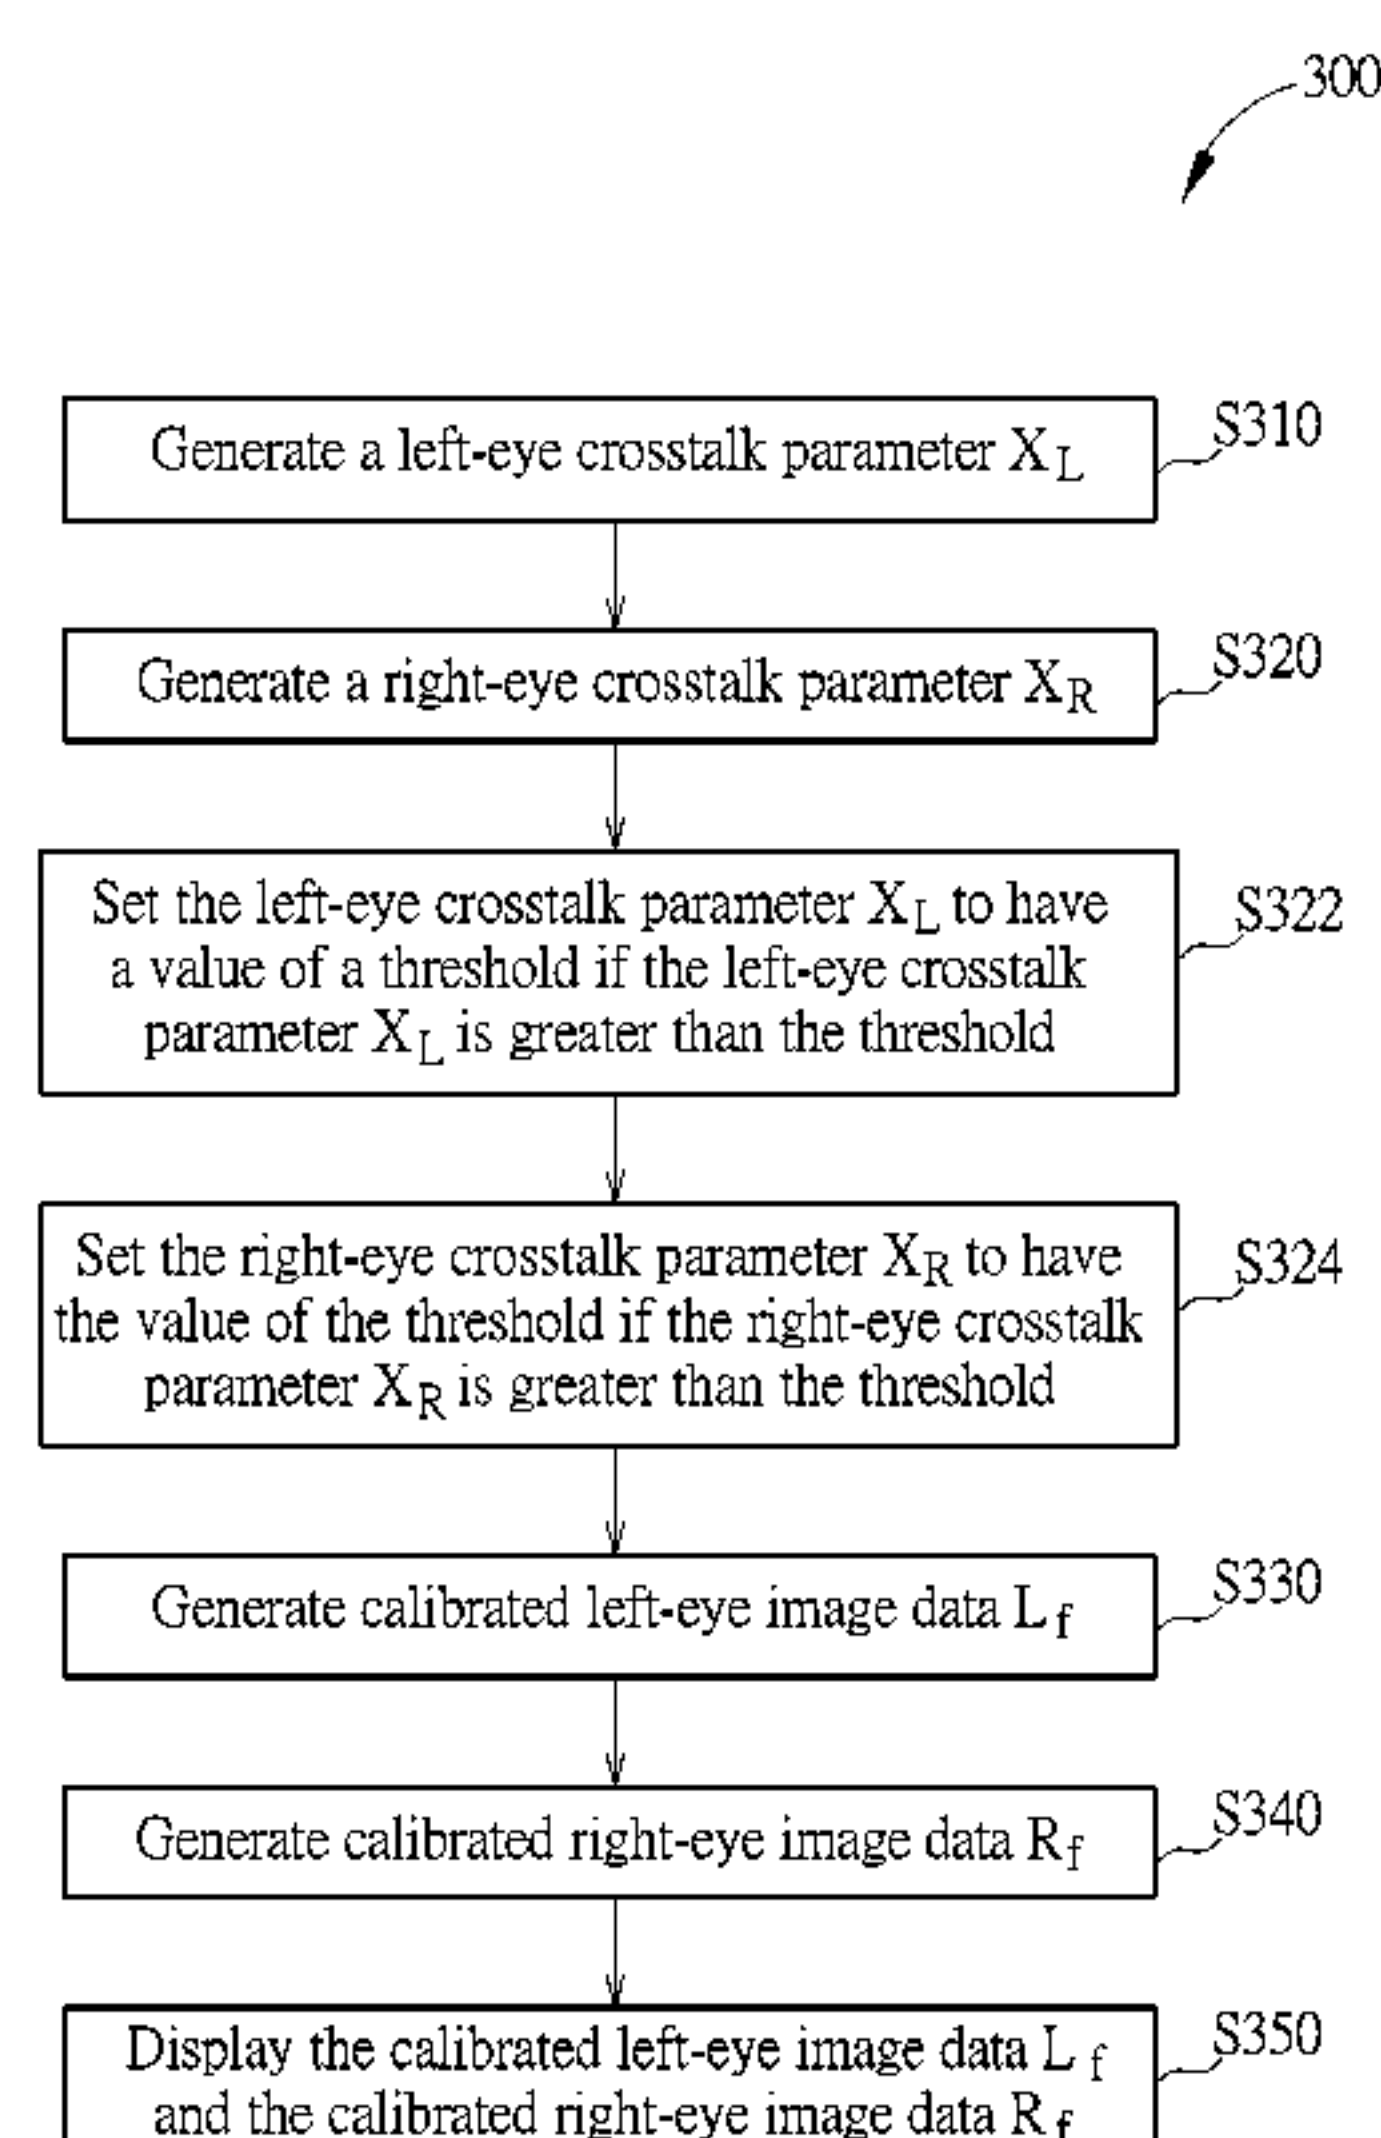 300
Generate a left-eye crosstalk parameter XL
S310
Generate a right-eye crosstalk parameter XR
S320
Set the left-eye crosstalk parameter XL to have
a value of a threshold if the left-eye crosstalk
parameter XL is greater than the threshold
S322
Set the right-eye crosstalk parameter XR to have
the value of the threshold if the right-eye crosstalk
parameter XR is greater than the threshold
S324
Generate calibrated left-eye image data Lf
S330
Generate calibrated right-eye image data Rf
S340
Display the calibrated left-eye image data Lf
and the calibrated right-eye image data Rf
S350